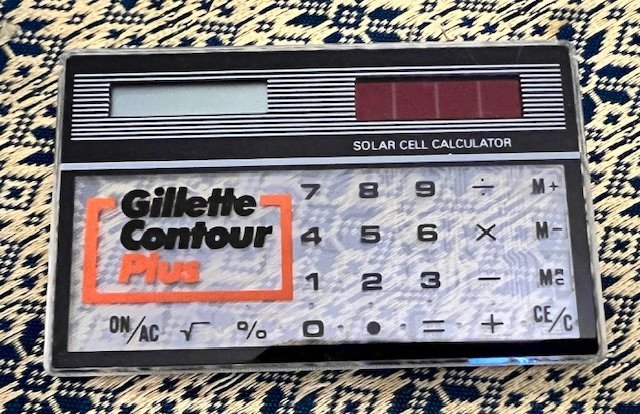 SOLAR CELL CALCULATOR
Gillette
Contour
Plus
7 8 9 ÷ M+
4 5 6 × M−
1 2 3 −
ON/AC √ % 0 • = + CE/C